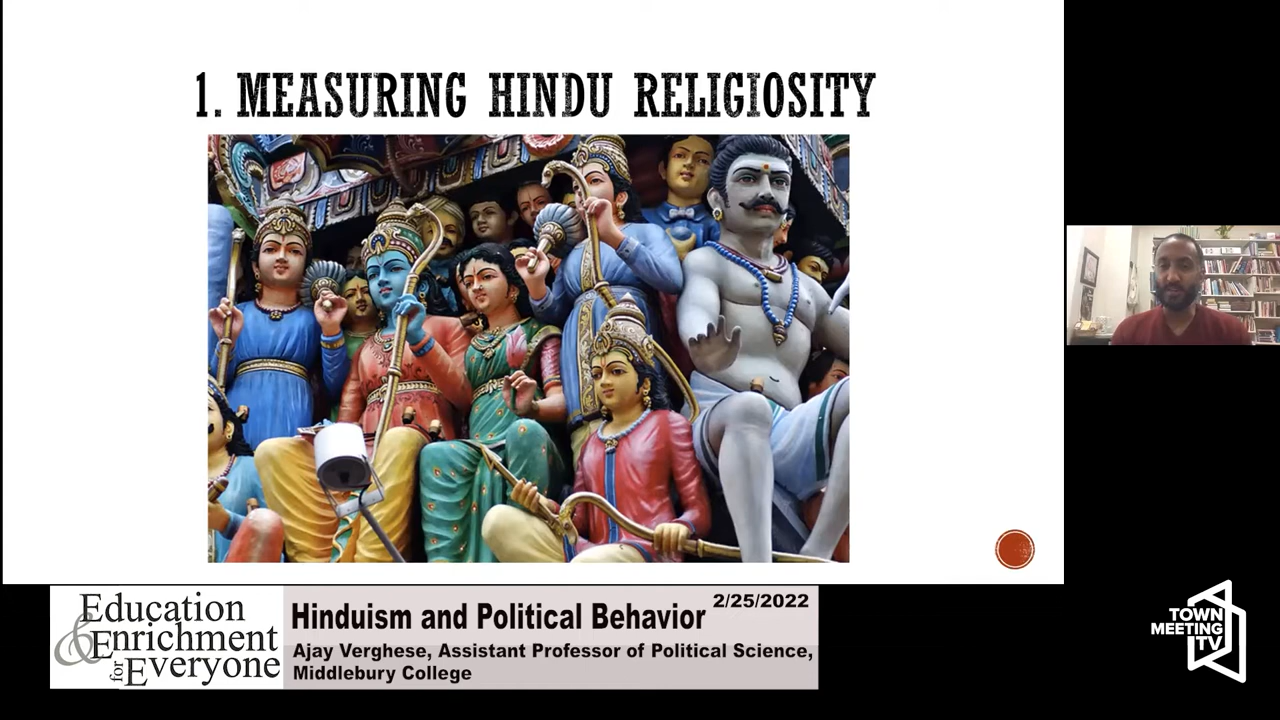 1. MEASURING HINDU RELIGIOSITY
Education
& Enrichment
for Everyone
Hinduism and Political Behavior
2/25/2022
Ajay Verghese, Assistant Professor of Political Science,
Middlebury College
TOWN
MEETING
TV